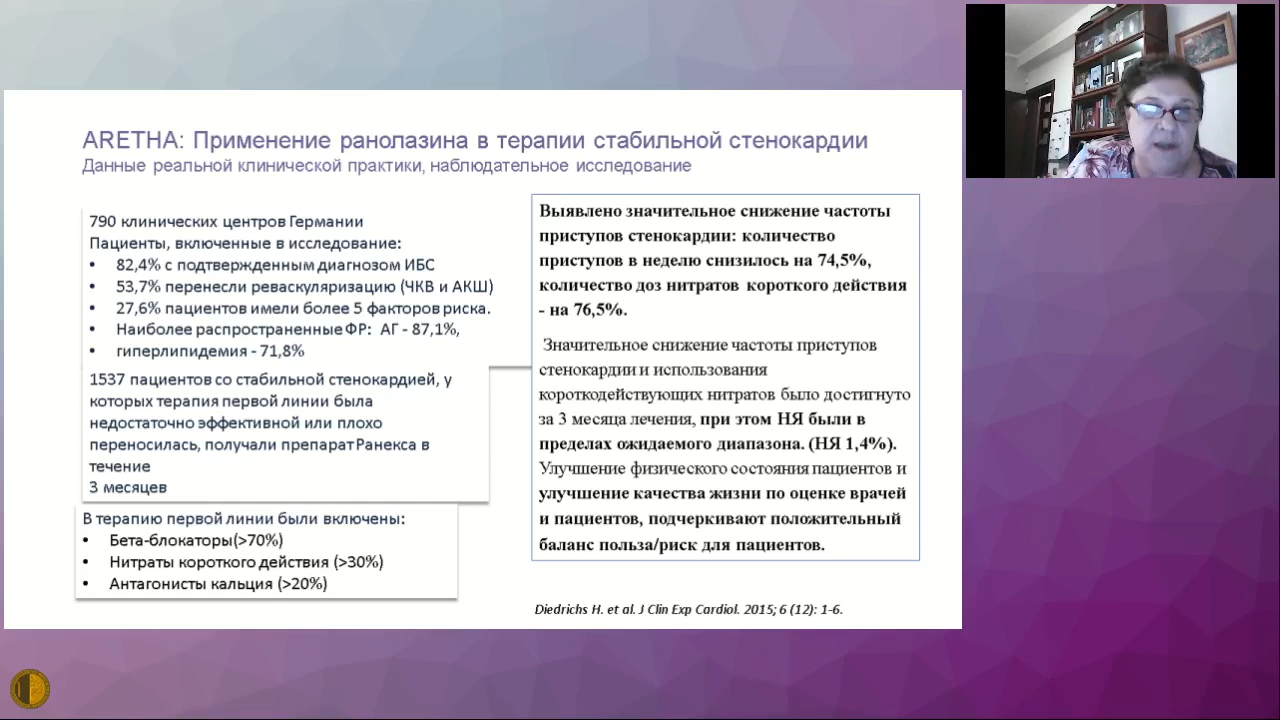 ARETHA: Применение ранолазина в терапии стабильной стенокардии
Данные реальной клинической практики, наблюдательное исследование
790 клинических центров Германии
Пациенты, включенные в исследование:
• 82,4% с подтвержденным диагнозом ИБС
• 53,7% перенесли реваскуляризацию (ЧКВ и АКШ)
• 27,6% пациентов имели более 5 факторов риска.
• Наиболее распространенные ФР: АГ - 87,1%,
• гиперлипидемия - 71,8%
1537 пациентов со стабильной стенокардией, у
которых терапия первой линии была
недостаточно эффективной или плохо
переносилась, получали препарат Ранекса в
течение
3 месяцев
В терапию первой линии были включены:
• Бета-блокаторы(>70%)
• Нитраты короткого действия (>30%)
• Антагонисты кальция (>20%)
Выявлено значительное снижение частоты
приступов стенокардии: количество
приступов в неделю снизилось на 74,5%,
количество доз нитратов короткого действия
- на 76,5%.
Значительное снижение частоты приступов
стенокардии и использования
короткодействующих нитратов было достигнуто
за 3 месяца лечения, при этом НЯ были в
пределах ожидаемого диапазона. (НЯ 1,4%).
Улучшение физического состояния пациентов и
улучшение качества жизни по оценке врачей
и пациентов, подчеркивают положительный
баланс польза/риск для пациентов.
Diedrichs H. et al. J Clin Exp Cardiol. 2015; 6 (12): 1-6.